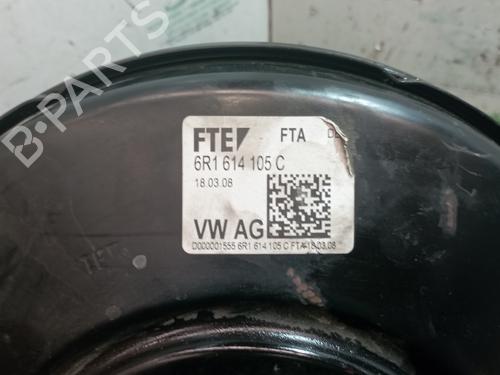 B-PARTS
FTE FTA
6R1 614 105 C
18.03.08
VW AG
D000001555 6R1 614 105 C FTA 18.03.08